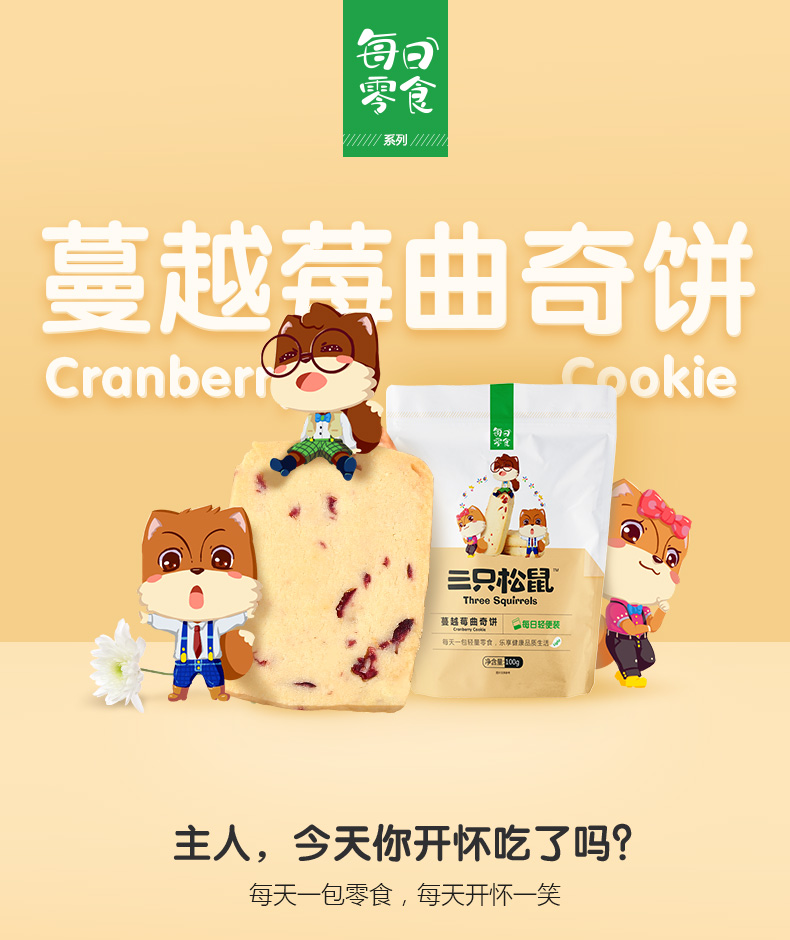 每日
零食
系列
蔓越莓曲奇饼
Cranberr
Cookie
每日
零食
三只松鼠™
Three Squirrels
蔓越莓曲奇饼
Cranberry Cookie
每日轻便装
每天一包轻量零食，乐享健康品质生活
净含量:100g
主人，今天你开怀吃了吗?
每天一包零食，每天开怀一笑